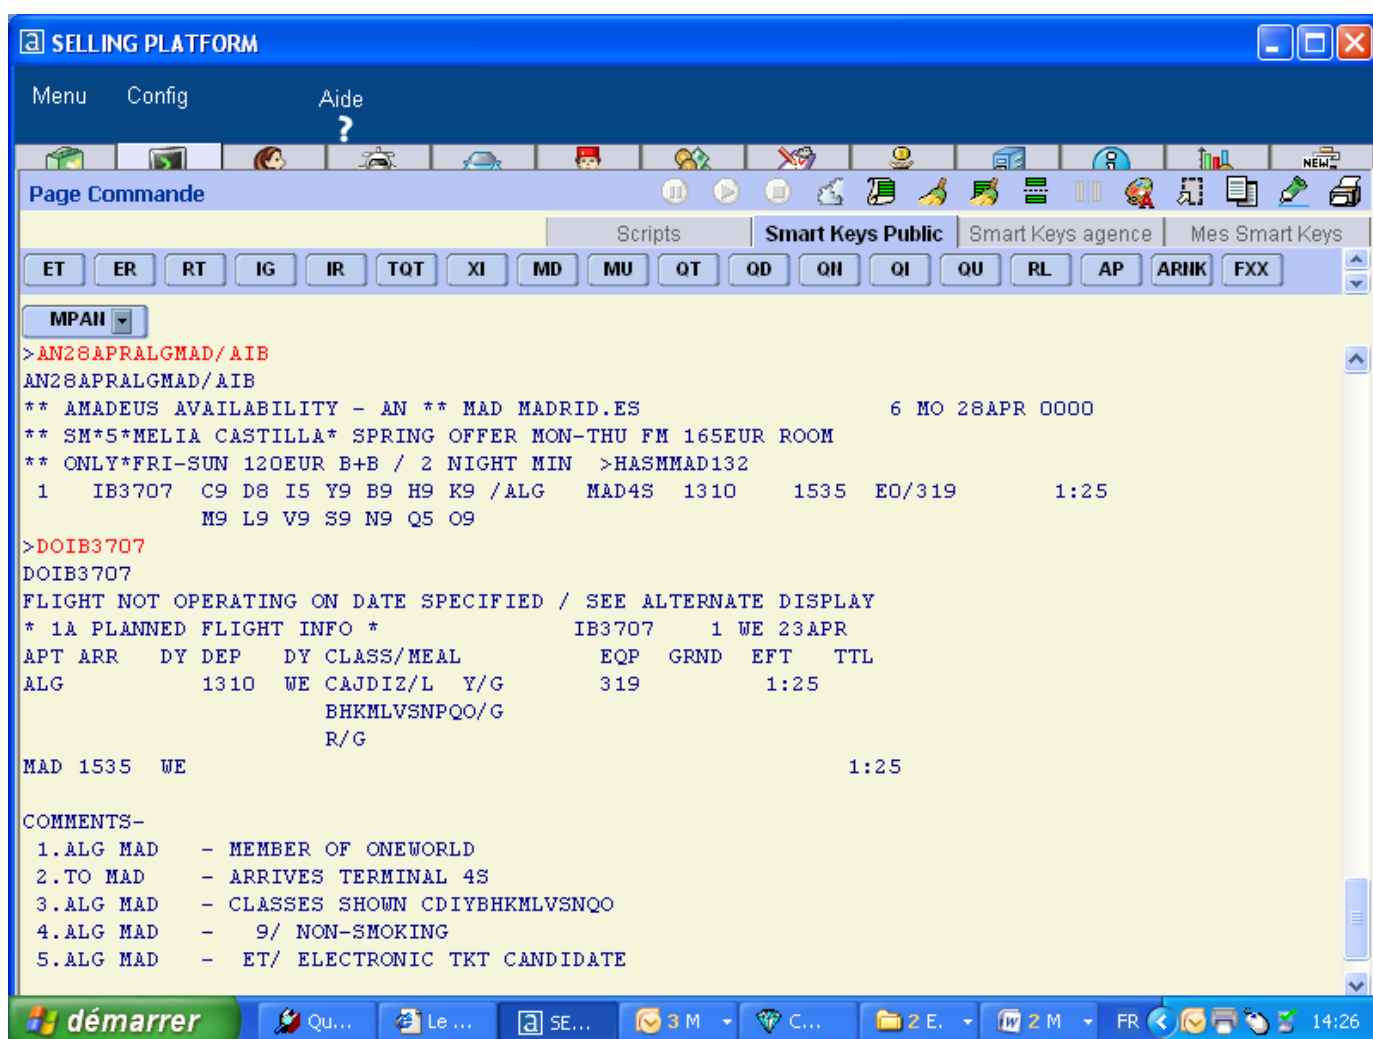 a SELLING PLATFORM
Menu Config Aide
?
NEW
Page Commande
Scripts Smart Keys Public Smart Keys agence Mes Smart Keys
ET ER RT IG IR TQT XI MD MU QT QD QN QI QU RL AP ARNK FXX
MPAN
>AN28APRALGMAD/AIB
AN28APRALGMAD/AIB
** AMADEUS AVAILABILITY - AN ** MAD MADRID.ES 6 MO 28APR 0000
** SM*5*MELIA CASTILLA* SPRING OFFER MON-THU FM 165EUR ROOM
** ONLY*FRI-SUN 120EUR B+B / 2 NIGHT MIN >HASMMAD132
1 IB3707 C9 D8 I5 Y9 B9 H9 K9 /ALG MAD4S 1310 1535 E0/319 1:25
M9 L9 V9 S9 N9 Q5 O9
>DOIB3707
DOIB3707
FLIGHT NOT OPERATING ON DATE SPECIFIED / SEE ALTERNATE DISPLAY
* 1A PLANNED FLIGHT INFO * IB3707 1 WE 23APR
APT ARR DY DEP DY CLASS/MEAL EQP GRND EFT TTL
ALG 1310 WE CAJDIZ/L Y/G 319 1:25
BHKMLVSNPQO/G
R/G
MAD 1535 WE 1:25
COMMENTS-
1.ALG MAD - MEMBER OF ONEWORLD
2.TO MAD - ARRIVES TERMINAL 4S
3.ALG MAD - CLASSES SHOWN CDIYBHKMLVSNQO
4.ALG MAD - 9/ NON-SMOKING
5.ALG MAD - ET/ ELECTRONIC TKT CANDIDATE
démarrer Qu... Le ... a SE... 3 M C... 2 E. 2 M FR 14:26